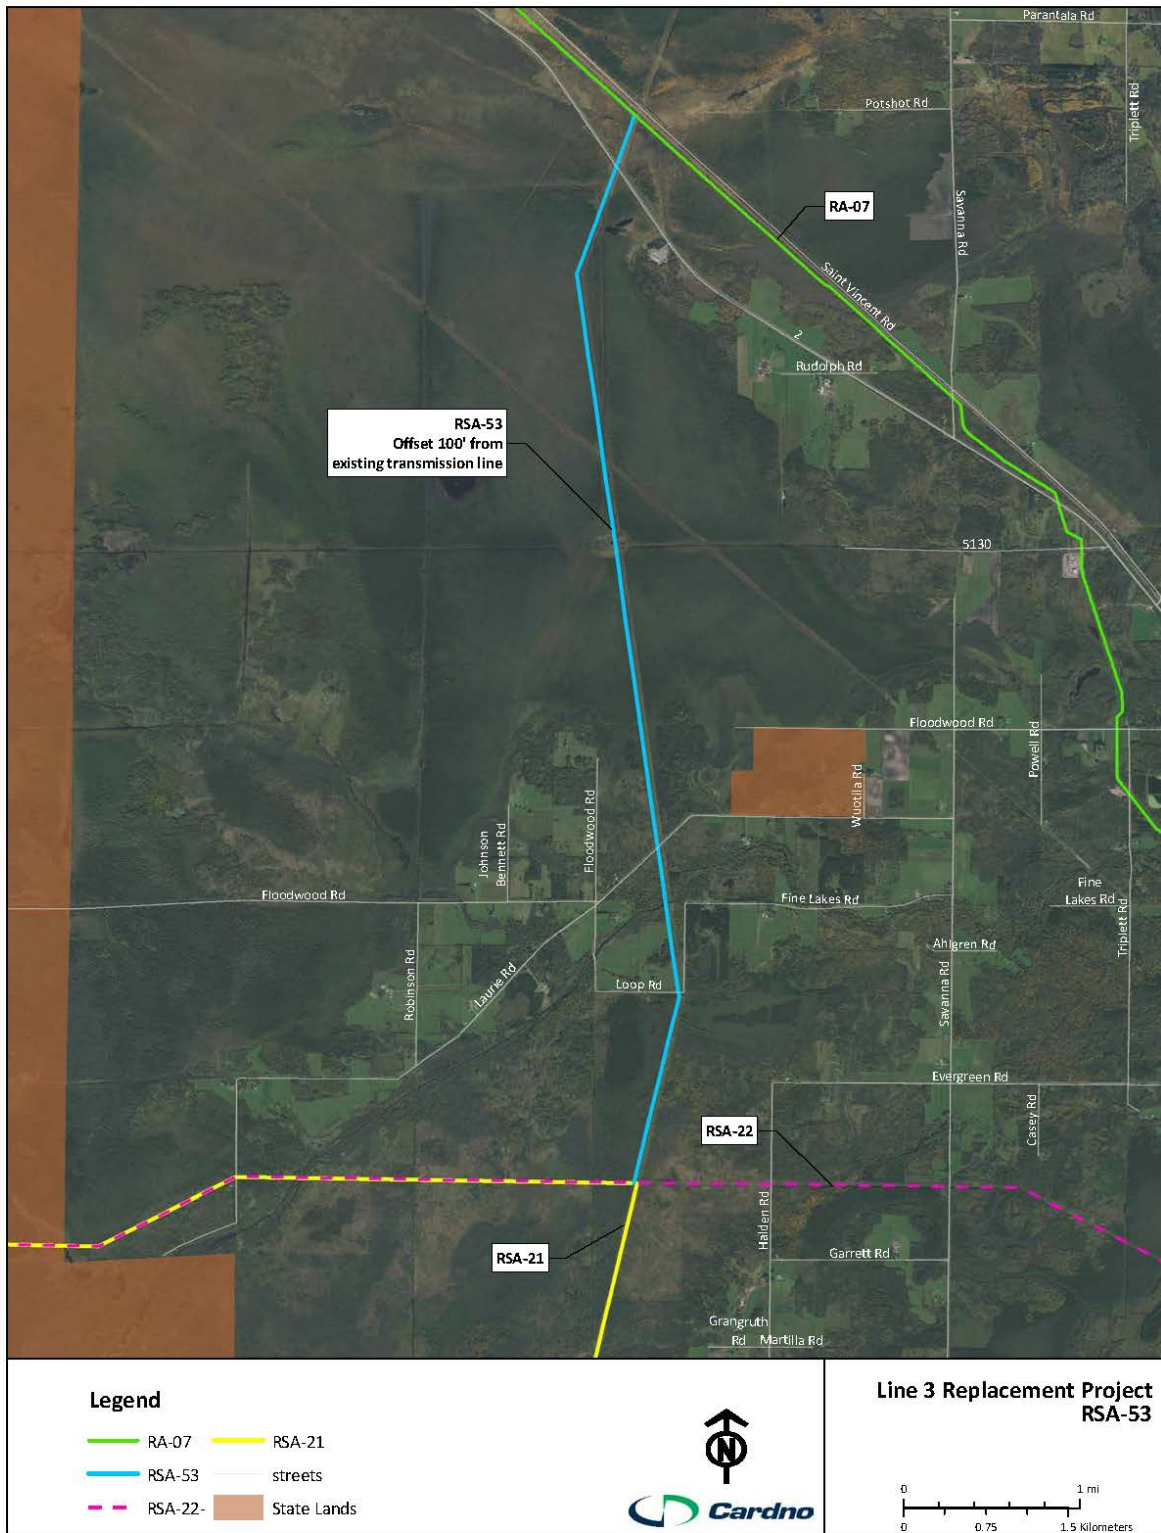 Parantala Rd
Potshot Rd
Triplett Rd
Savanna Rd
RA-07
Saint Vincent Rd
2
Rudolph Rd
RSA-53
Offset 100' from
existing transmission line
5130
Floodwood Rd
Powell Rd
Wuotila Rd
Floodwood Rd
Johnson
Bennett Rd
Floodwood Rd
Fine Lakes Rd
Fine
Lakes Rd
Triplett Rd
Ahlgren Rd
Savanna Rd
Robinson Rd
Laurie Rd
Loop Rd
Evergreen Rd
Casey Rd
RSA-22
Halden Rd
RSA-21
Garrett Rd
Grangruth
Rd
Martilla Rd
Legend
RA-07
RSA-21
RSA-53
streets
RSA-22-
State Lands
N
Cardno
Line 3 Replacement Project
RSA-53
0 1 mi
0 0.75 1.5 Kilometers